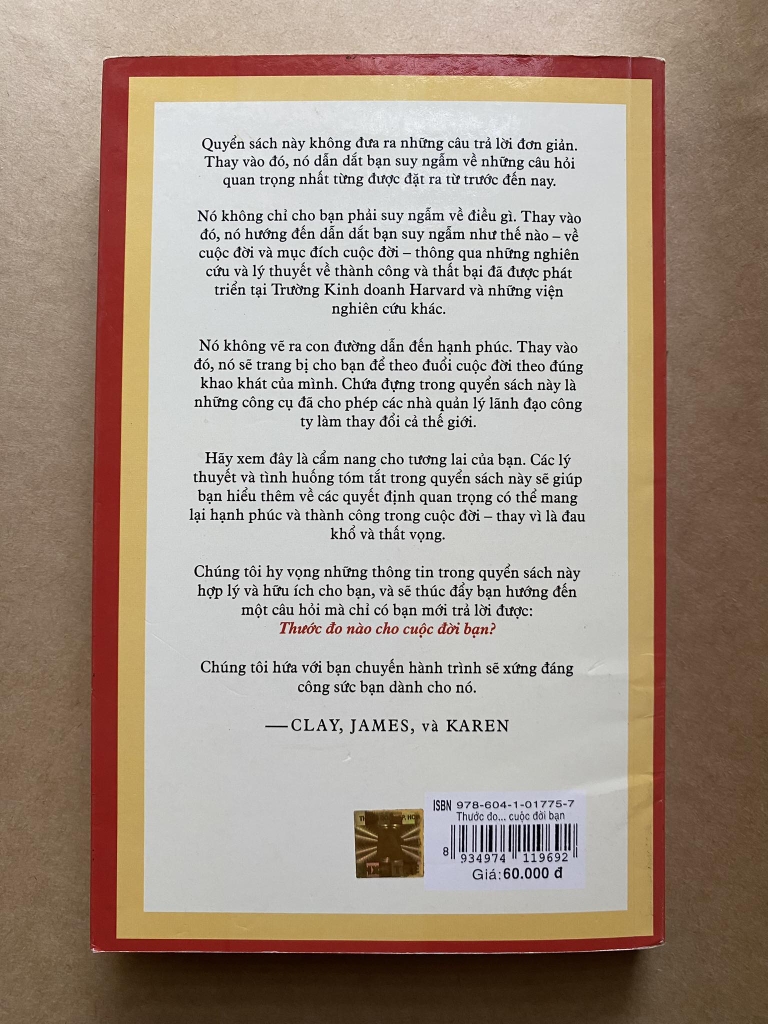 Quyển sách này không đưa ra những câu trả lời đơn giản.
Thay vào đó, nó dẫn dắt bạn suy ngẫm về những câu hỏi
quan trọng nhất từng được đặt ra từ trước đến nay.
Nó không chỉ cho bạn phải suy ngẫm về điều gì. Thay vào
đó, nó hướng đến dẫn dắt bạn suy ngẫm như thế nào – về
cuộc đời và mục đích cuộc đời – thông qua những nghiên
cứu và lý thuyết về thành công và thất bại đã được phát
triển tại Trường Kinh doanh Harvard và những viện
nghiên cứu khác.
Nó không vẽ ra con đường dẫn đến hạnh phúc. Thay vào
đó, nó sẽ trang bị cho bạn để theo đuổi cuộc đời theo đúng
khao khát của mình. Chứa đựng trong quyển sách này là
những công cụ đã cho phép các nhà quản lý lãnh đạo công
ty làm thay đổi cả thế giới.
Hãy xem đây là cẩm nang cho tương lai của bạn. Các lý
thuyết và tình huống tóm tắt trong quyển sách này sẽ giúp
bạn hiểu thêm về các quyết định quan trọng có thể mang
lại hạnh phúc và thành công trong cuộc đời – thay vì là đau
khổ và thất vọng.
Chúng tôi hy vọng những thông tin trong quyển sách này
hợp lý và hữu ích cho bạn, và sẽ thúc đẩy bạn hướng đến
một câu hỏi mà chỉ có bạn mới trả lời được:
Thước đo nào cho cuộc đời bạn?
Chúng tôi hứa với bạn chuyến hành trình sẽ xứng đáng
công sức bạn dành cho nó.
—CLAY, JAMES, và KAREN
ISBN 978-604-1-01775-7
Thước đo... cuộc đời bạn
8 934974 119692
Giá:60.000 đ